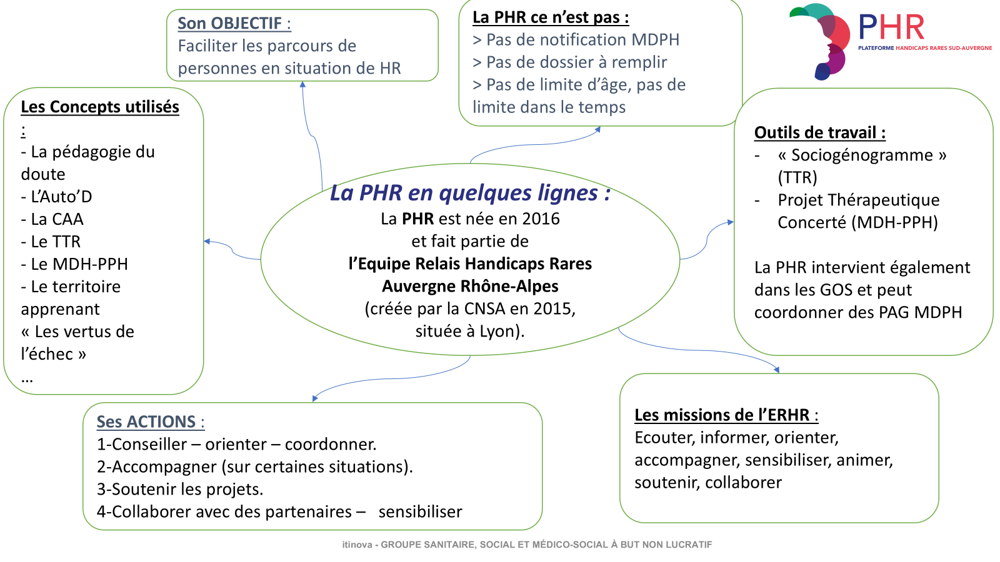 Son OBJECTIF :
Faciliter les parcours de
personnes en situation de HR
La PHR ce n’est pas :
> Pas de notification MDPH
> Pas de dossier à remplir
> Pas de limite d’âge, pas de
limite dans le temps
PHR
PLATEFORME HANDICAPS RARES SUD-AUVERGNE
Les Concepts utilisés
:
- La pédagogie du
doute
- L’Auto’D
- La CAA
- Le TTR
- Le MDH-PPH
- Le territoire
apprenant
« Les vertus de
l’échec »
...
La PHR en quelques lignes :
La PHR est née en 2016
et fait partie de
l’Equipe Relais Handicaps Rares
Auvergne Rhône-Alpes
(créée par la CNSA en 2015,
située à Lyon).
Outils de travail :
- « Sociogénogramme »
(TTR)
- Projet Thérapeutique
Concerté (MDH-PPH)
La PHR intervient également
dans les GOS et peut
coordonner des PAG MDPH
Ses ACTIONS :
1-Conseiller – orienter – coordonner.
2-Accompagner (sur certaines situations).
3-Soutenir les projets.
4-Collaborer avec des partenaires – sensibiliser
Les missions de l’ERHR :
Ecouter, informer, orienter,
accompagner, sensibiliser, animer,
soutenir, collaborer
itinova - GROUPE SANITAIRE, SOCIAL ET MÉDICO-SOCIAL À BUT NON LUCRATIF